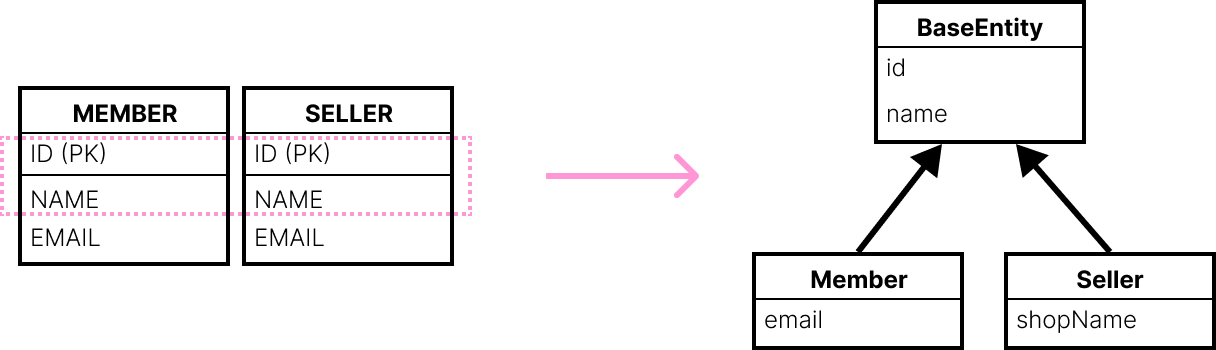 MEMBER
ID (PK)
NAME
EMAIL
SELLER
ID (PK)
NAME
EMAIL
BaseEntity
id
name
Member
email
Seller
shopName